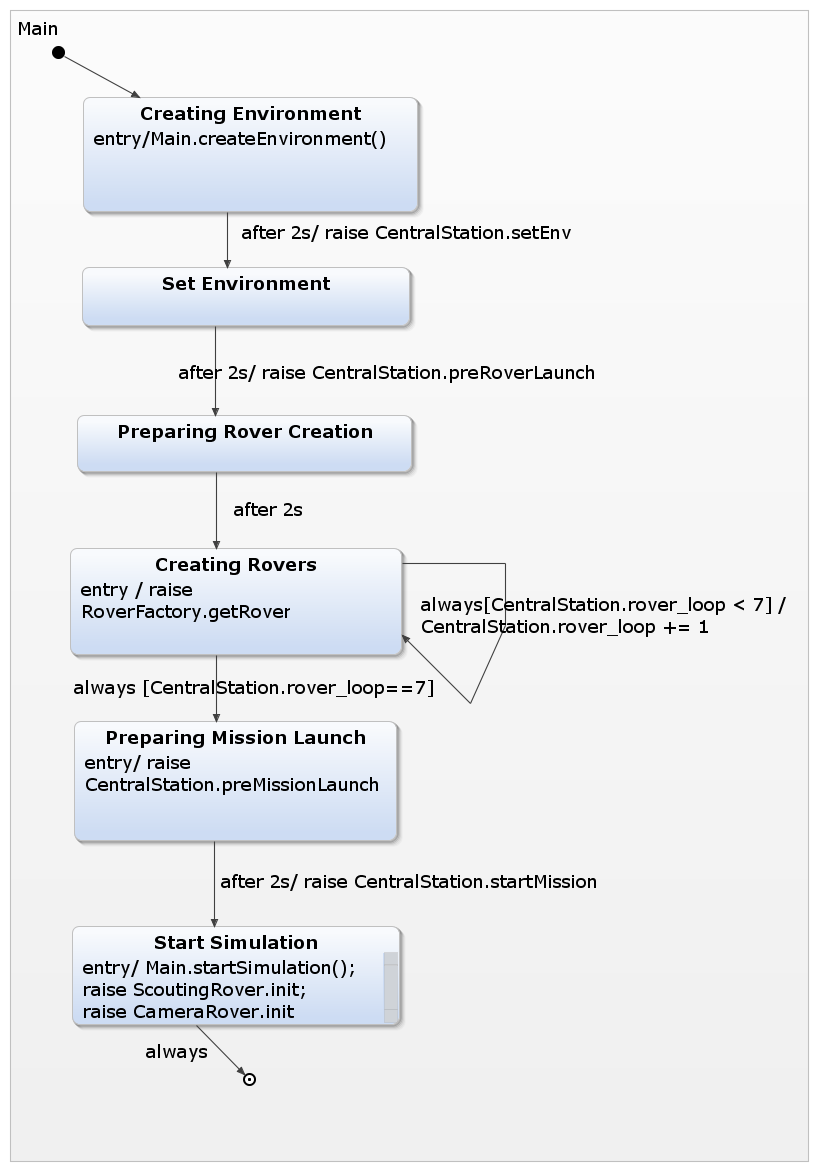 Main
Creating Environment
entry/Main.createEnvironment()
after 2s/ raise CentralStation.setEnv
Set Environment
after 2s/ raise CentralStation.preRoverLaunch
Preparing Rover Creation
after 2s
Creating Rovers
entry / raise
RoverFactory.getRover
always[CentralStation.rover_loop < 7] /
CentralStation.rover_loop += 1
always [CentralStation.rover_loop==7]
Preparing Mission Launch
entry/ raise
CentralStation.preMissionLaunch
after 2s/ raise CentralStation.startMission
Start Simulation
entry/ Main.startSimulation();
raise ScoutingRover.init;
raise CameraRover.init
always